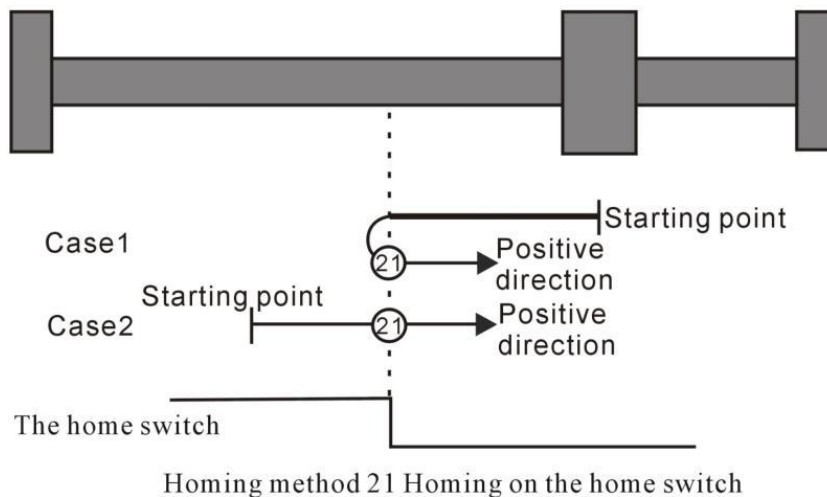 Starting point
Case1
21
Positive
direction
Starting point
Case2
21
Positive
direction
The home switch
Homing method 21 Homing on the home switch